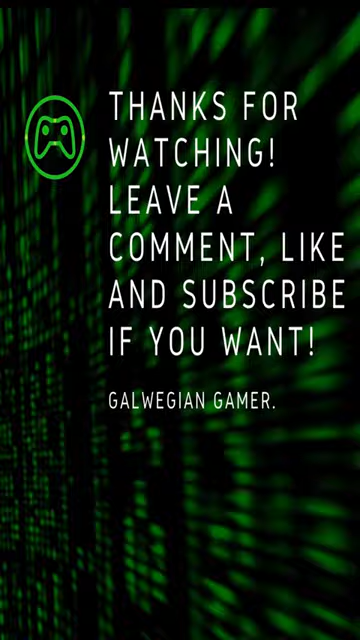 THANKS FOR
WATCHING!
LEAVE A
COMMENT, LIKE
AND SUBSCRIBE
IF YOU WANT!
GALWEGIAN GAMER.